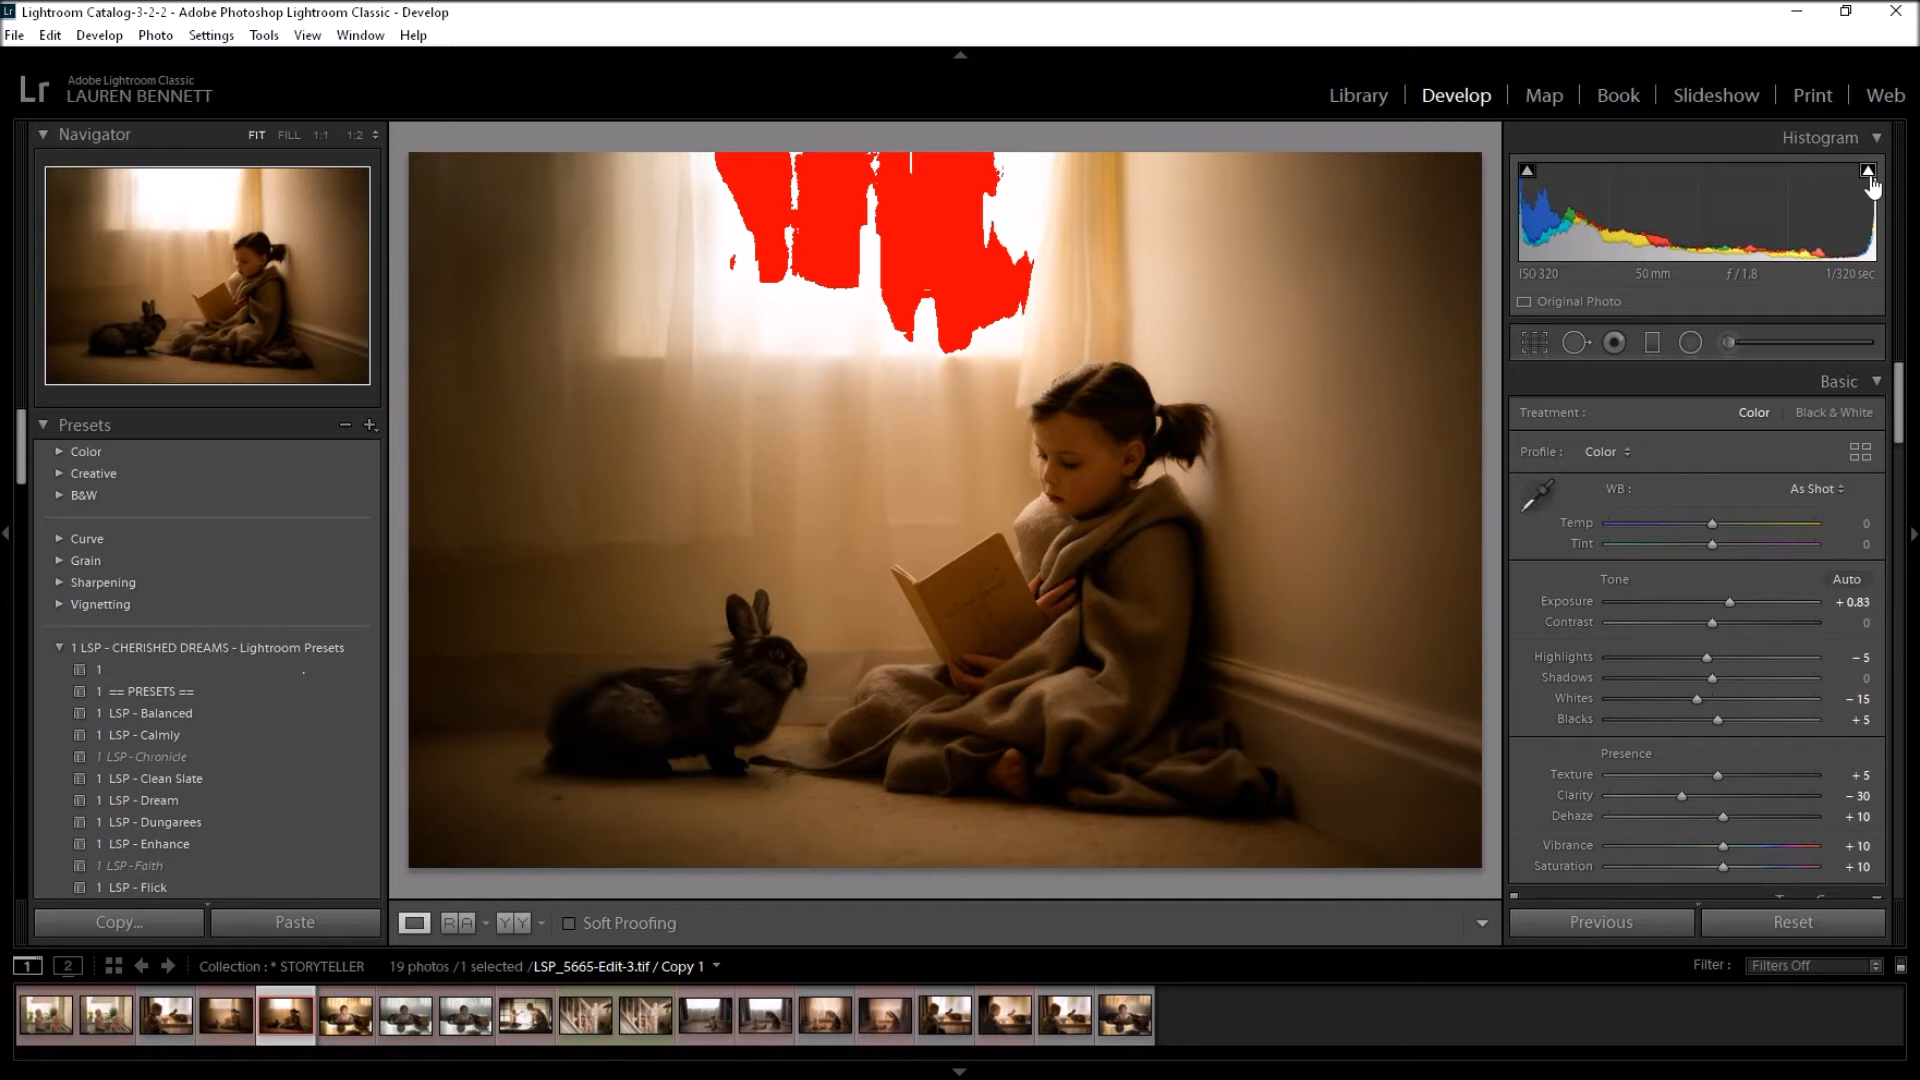 Lr Lightroom Catalog-3-2-2 - Adobe Photoshop Lightroom Classic - Develop
File Edit Develop Photo Settings Tools View Window Help
Lr Adobe Lightroom Classic
LAUREN BENNETT
Library Develop Map Book Slideshow Print Web
Navigator FIT FILL 1:1 1:2
Presets
Color
Creative
B&W
Curve
Grain
Sharpening
Vignetting
1 LSP - CHERISHED DREAMS - Lightroom Presets
1 .
1 == PRESETS ==
1 LSP - Balanced
1 LSP - Calmly
1 LSP - Chronicle
1 LSP - Clean Slate
1 LSP - Dream
1 LSP - Dungarees
1 LSP - Enhance
1 LSP - Faith
1 LSP - Flick
Copy... Paste
R A Y Y Soft Proofing
Histogram
ISO 320 50 mm ƒ / 1.8 1/320 sec
Original Photo
Basic
Treatment : Color Black & White
Profile : Color
WB : As Shot
Temp 0
Tint 0
Tone Auto
Exposure + 0.83
Contrast 0
Highlights – 5
Shadows 0
Whites – 15
Blacks + 5
Presence
Texture + 5
Clarity – 30
Dehaze + 10
Vibrance + 10
Saturation + 10
Previous Reset
1 2 Collection : * STORYTELLER 19 photos / 1 selected / LSP_5665-Edit-3.tif / Copy 1 Filter : Filters Off